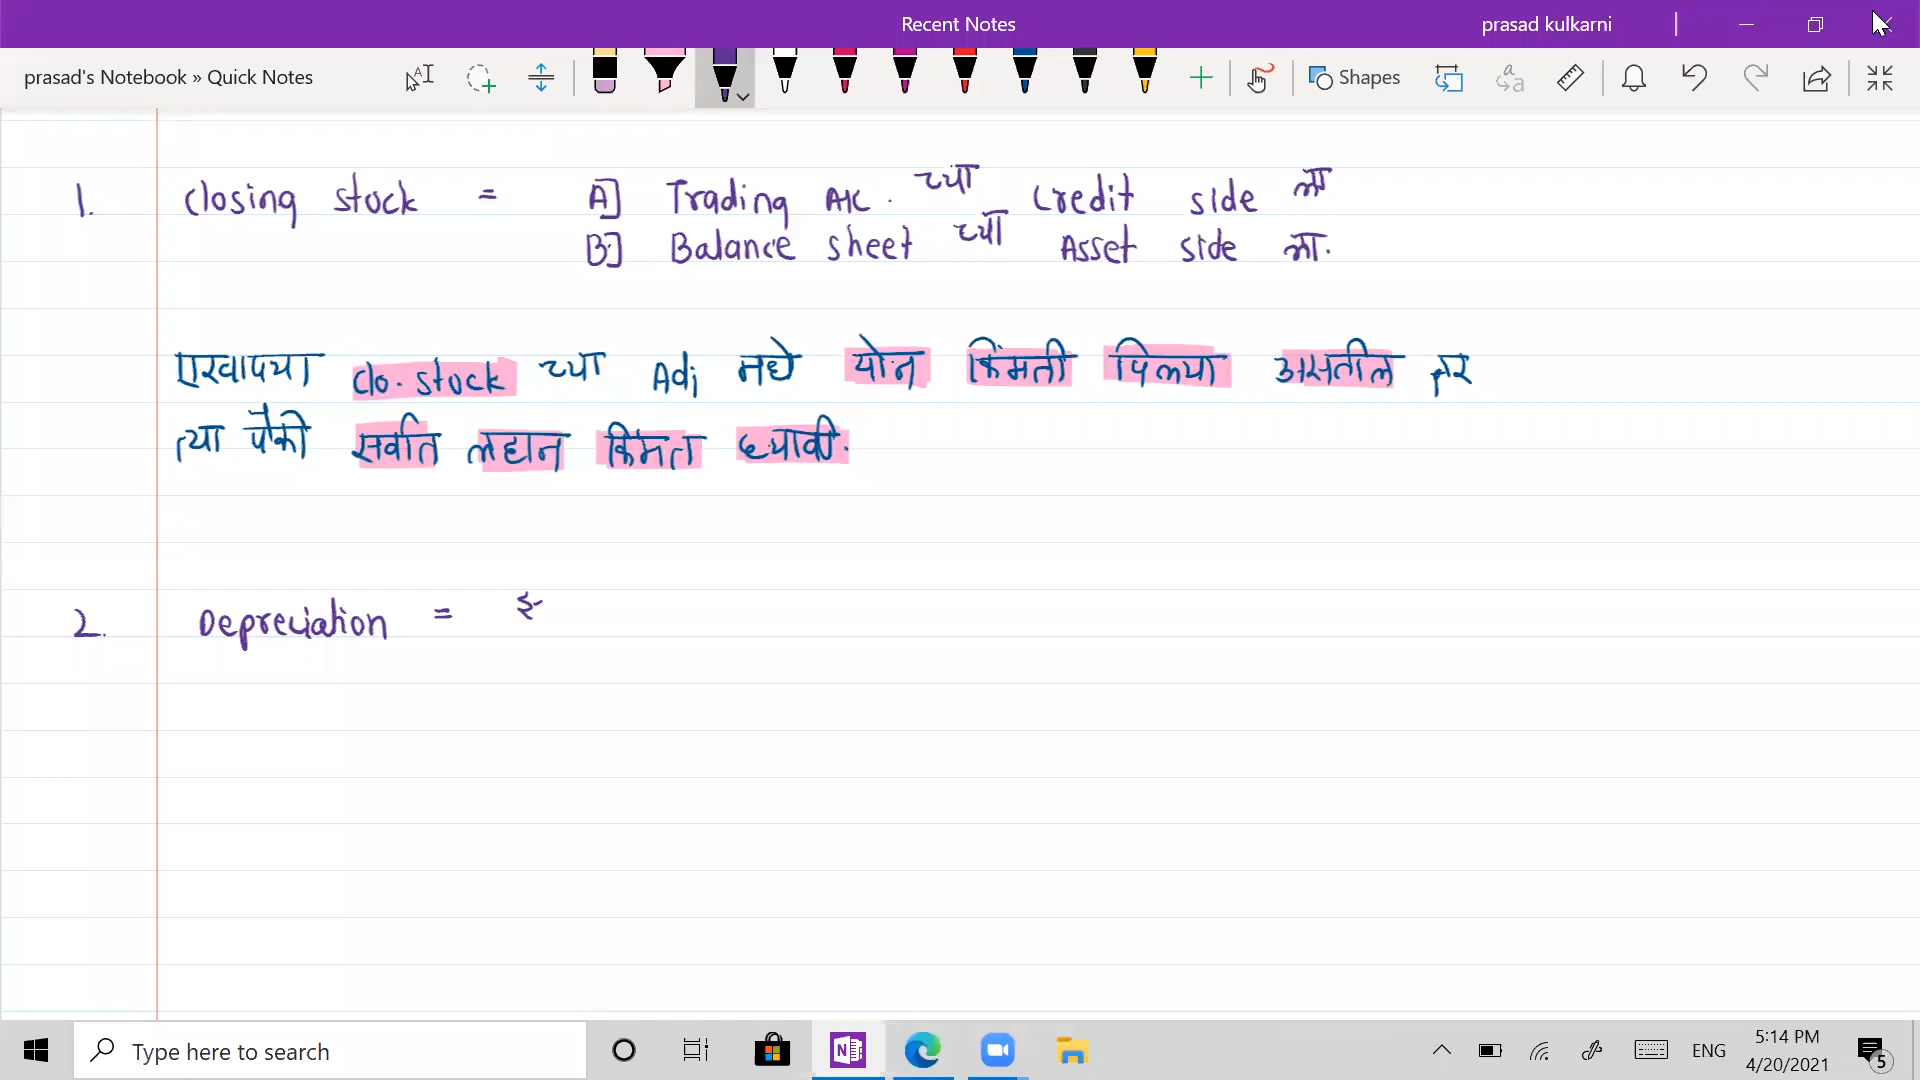 Recent Notes
prasad kulkarni
prasad's Notebook » Quick Notes
Shapes
1. Closing stock = A] Trading A/c. च्या Credit side ला
B] Balance sheet च्या Asset side ला.
एखाद्या Clo. stock च्या Adj मधे दोन किंमती दिल्या असतील तर
त्या पैकी सर्वात लहान किंमत घ्यावी.
2. Depreciation =
Type here to search
ENG
5:14 PM
4/20/2021
5